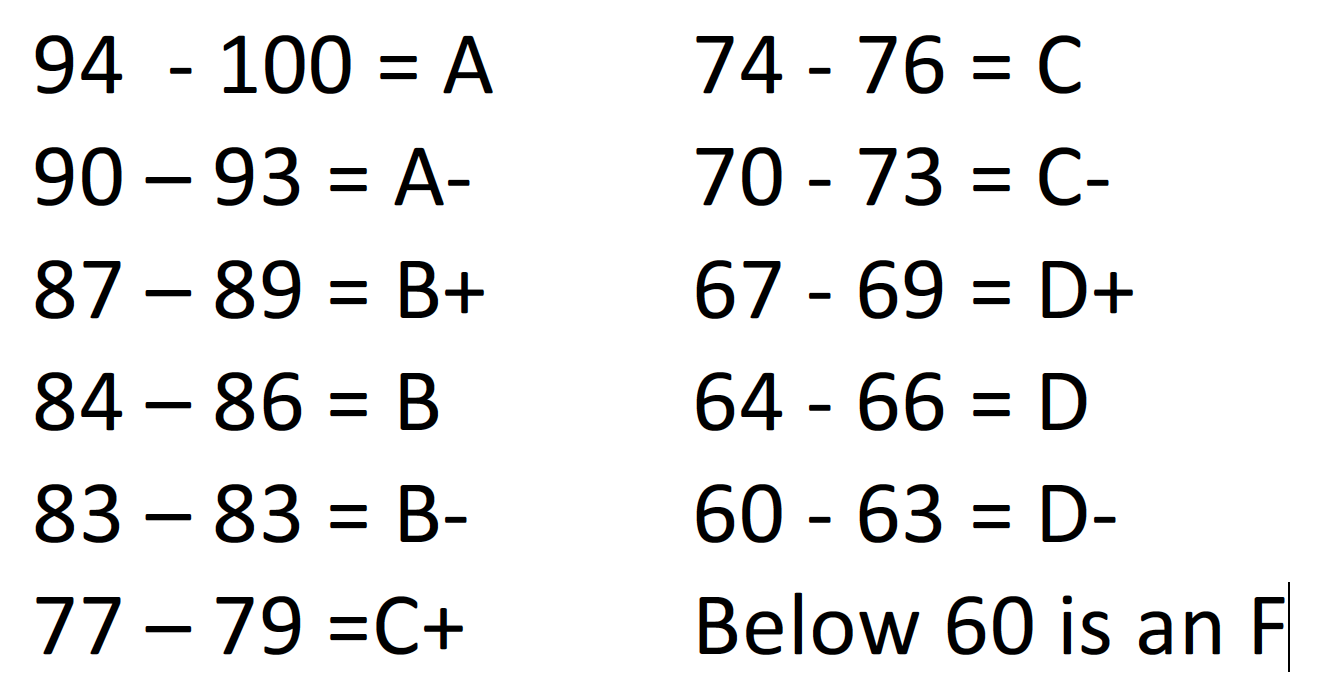 94  - 100 = A
90 – 93 = A-
87 – 89 = B+
84 – 86 = B
83 – 83 = B-
77 – 79 =C+
74 - 76 = C
70 - 73 = C-
67 - 69 = D+
64 - 66 = D
60 - 63 = D-
Below 60 is an F